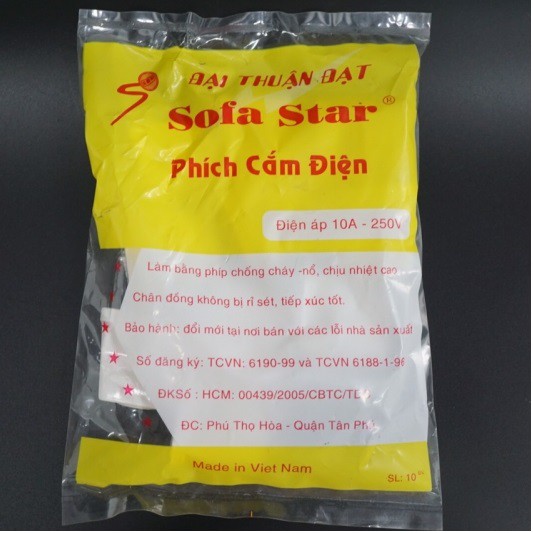 ĐẠI THUẬN ĐẠT
Sofa Star®
Phích Cắm Điện
Điện áp 10A - 250V
Làm bằng phíp chống cháy -nổ, chịu nhiệt cao
Chân đồng không bị rỉ sét, tiếp xúc tốt.
Bảo hành: đổi mới tại nơi bán với các lỗi nhà sản xuất
Số đăng ký: TCVN: 6190-99 và TCVN 6188-1-96
ĐKSố : HCM: 00439/2005/CBTC/TĐ
ĐC: Phú Thọ Hòa - Quận Tân Phú
Made in Viet Nam
SL: 10